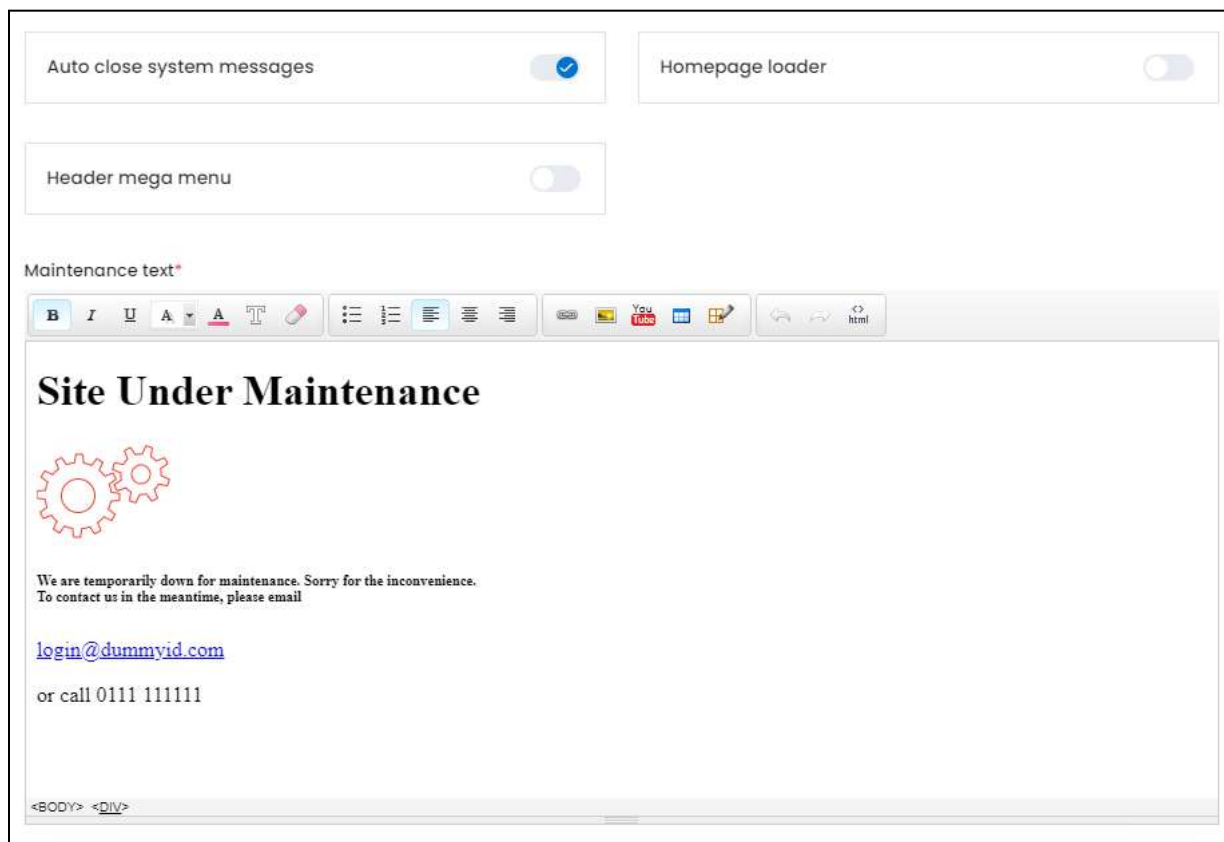 Auto close system messages
Homepage loader
Header mega menu
Maintenance text*
B I U A A T
You Tube
<> html
Site Under Maintenance
We are temporarily down for maintenance. Sorry for the inconvenience.
To contact us in the meantime, please email
login@dummyid.com
or call 0111 111111
<BODY> <DIV>